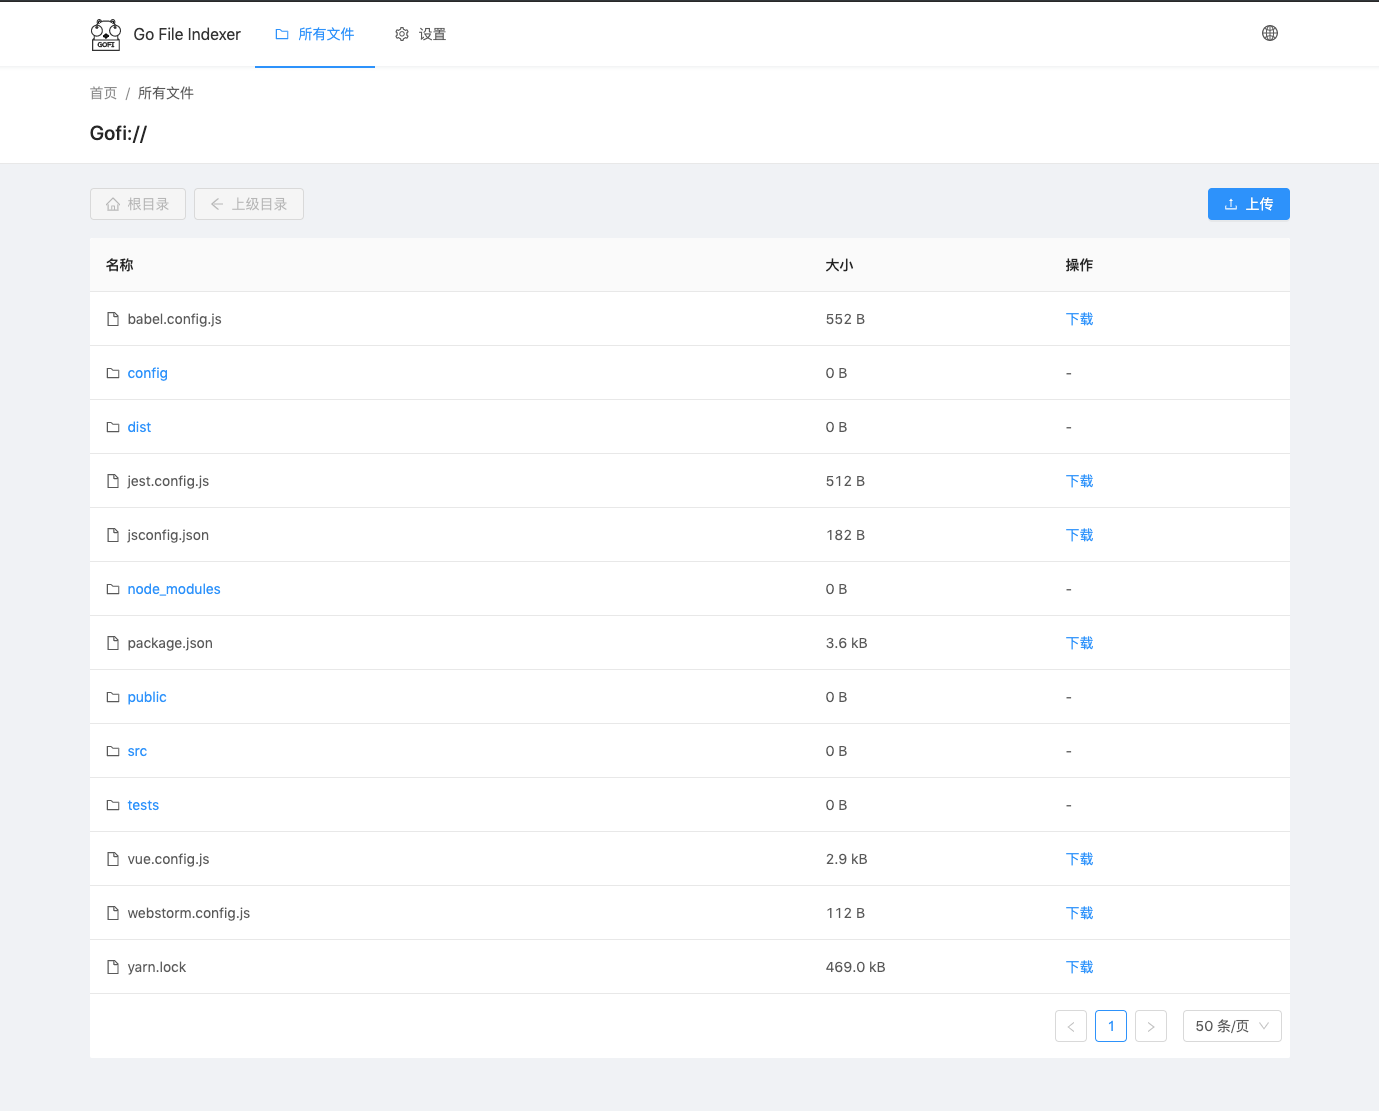 GOFI Go File Indexer 所有文件 设置
首页 / 所有文件
Gofi://
根目录 上级目录 上传
名称 大小 操作
babel.config.js 552 B 下载
config 0 B -
dist 0 B -
jest.config.js 512 B 下载
jsconfig.json 182 B 下载
node_modules 0 B -
package.json 3.6 kB 下载
public 0 B -
src 0 B -
tests 0 B -
vue.config.js 2.9 kB 下载
webstorm.config.js 112 B 下载
yarn.lock 469.0 kB 下载
< 1 > 50 条/页